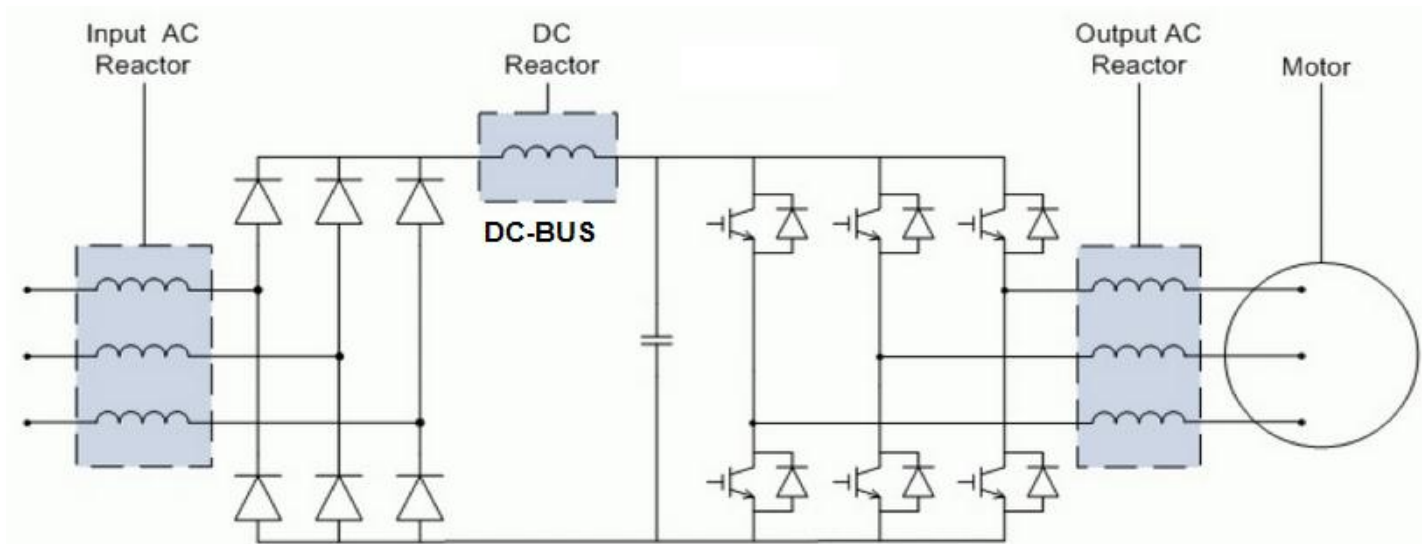 Input AC
Reactor
DC
Reactor
Output AC
Reactor
Motor
DC-BUS